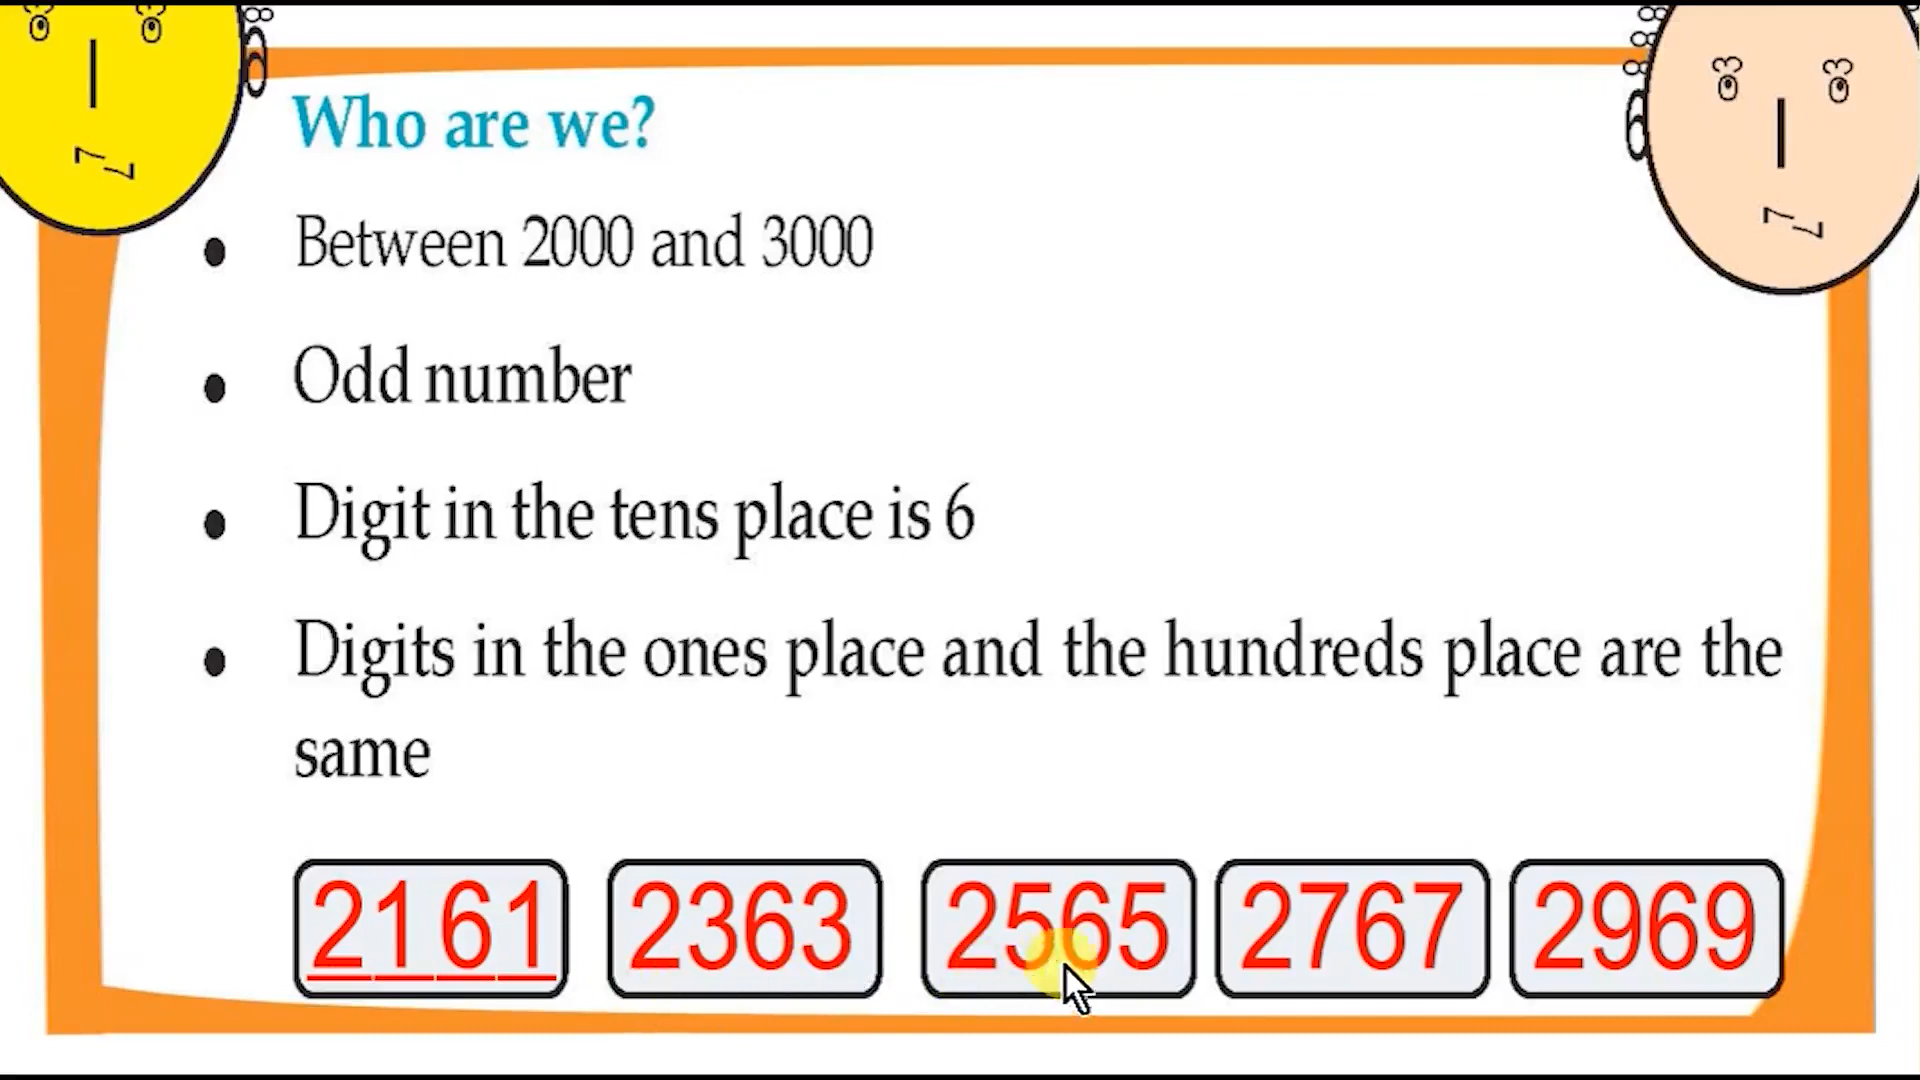 Who are we?
• Between 2000 and 3000
• Odd number
• Digit in the tens place is 6
• Digits in the ones place and the hundreds place are the
same
2161 2363 2565 2767 2969